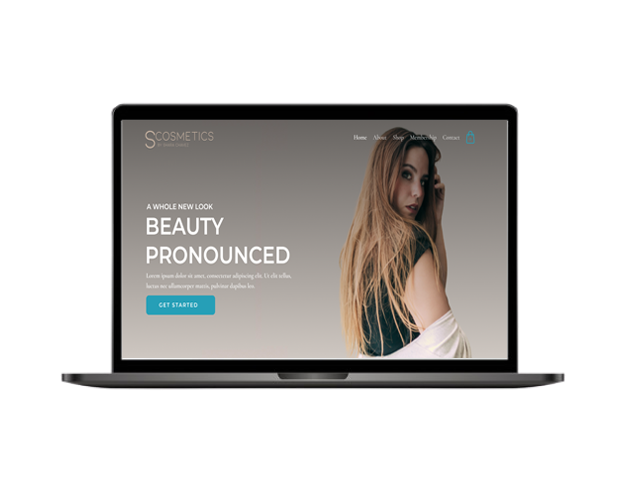 SCOSMETICS
Home About Shop Membership Contact
A WHOLE NEW LOOK
BEAUTY
PRONOUNCED
Lorem ipsum dolor sit amet, consectetur adipiscing elit. Ut elit tellus,
luctus nec ullamcorper mattis, pulvinar dapibus leo.
GET STARTED